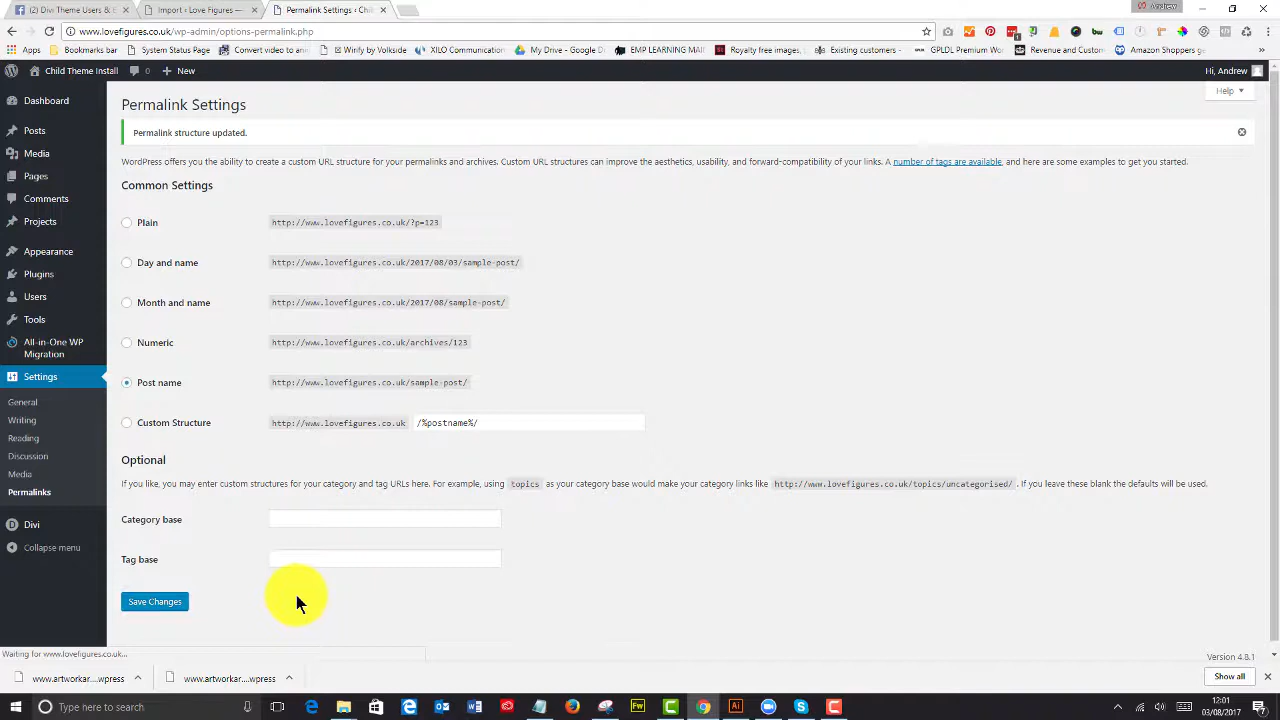 (2) Divi Theme Users & E
Import ‹ Love Figures —
Permalink Settings ‹ Chil
Andrew
www.lovefigures.co.uk/wp-admin/options-permalink.php
Apps
Bookmarks bar
System Status Page
Convert video to ani
Winify by Volkside
XILO Communication
My Drive - Google D
EMP LEARNING MAI
Royalty free images,
Existing customers -
GPLDL Premium Wor
Revenue and Custom
Amazon Shoppers ge
Child Theme Install
0
New
Hi, Andrew
Help
Dashboard
Posts
Media
Pages
Comments
Projects
Appearance
Plugins
Users
Tools
All-in-One WP
Migration
Settings
General
Writing
Reading
Discussion
Media
Permalinks
Divi
Collapse menu
Permalink Settings
Permalink structure updated.
WordPress offers you the ability to create a custom URL structure for your permalinks and archives. Custom URL structures can improve the aesthetics, usability, and forward-compatibility of your links. A number of tags are available, and here are some examples to get you started.
Common Settings
Plain http://www.lovefigures.co.uk/?p=123
Day and name http://www.lovefigures.co.uk/2017/08/03/sample-post/
Month and name http://www.lovefigures.co.uk/2017/08/sample-post/
Numeric http://www.lovefigures.co.uk/archives/123
Post name http://www.lovefigures.co.uk/sample-post/
Custom Structure http://www.lovefigures.co.uk /%postname%/
Optional
If you like, you may enter custom structures for your category and tag URLs here. For example, using topics as your category base would make your category links like http://www.lovefigures.co.uk/topics/uncategorised/ . If you leave these blank the defaults will be used.
Category base
Tag base
Save Changes
Waiting for www.lovefigures.co.uk...
Version 4.8.1
www.artworkar....wpress
www.artworkar....wpress
Show all
Type here to search
12:01
03/08/2017